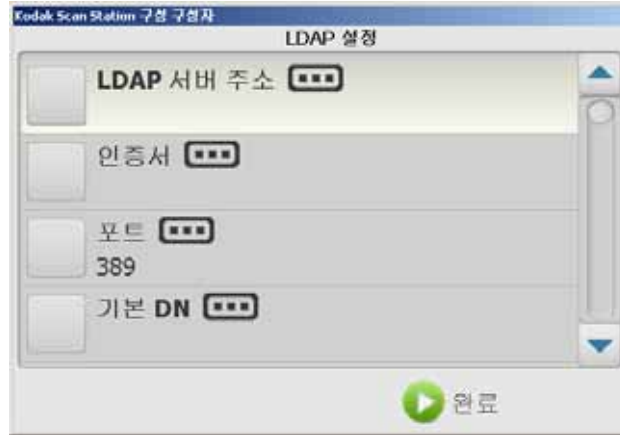 Kodak Scan Station 구성 구성자
LDAP 설정
LDAP 서버 주소
인증서
포트
389
기본 DN
완료